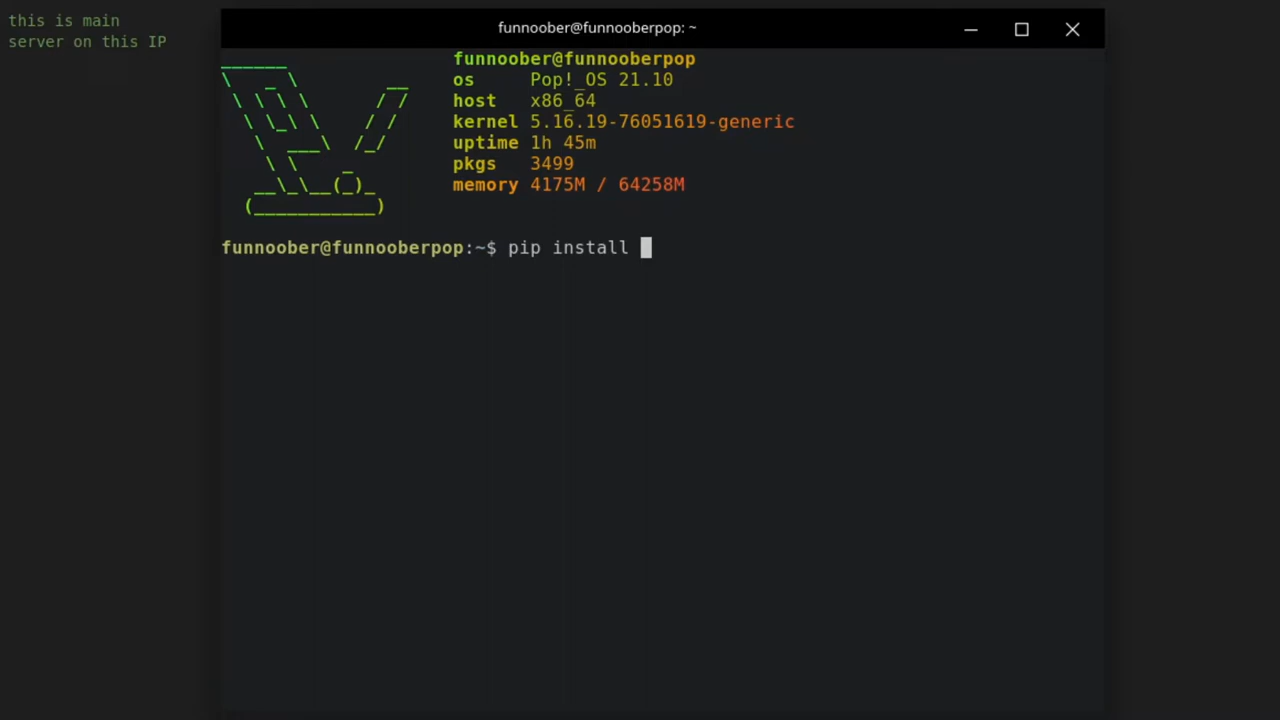 this is main
server on this IP
funnoober@funnooberpop: ~
funnoober@funnooberpop
os Pop!_OS 21.10
host x86_64
kernel 5.16.19-76051619-generic
uptime 1h 45m
pkgs 3499
memory 4175M / 64258M
funnoober@funnooberpop:~$ pip install